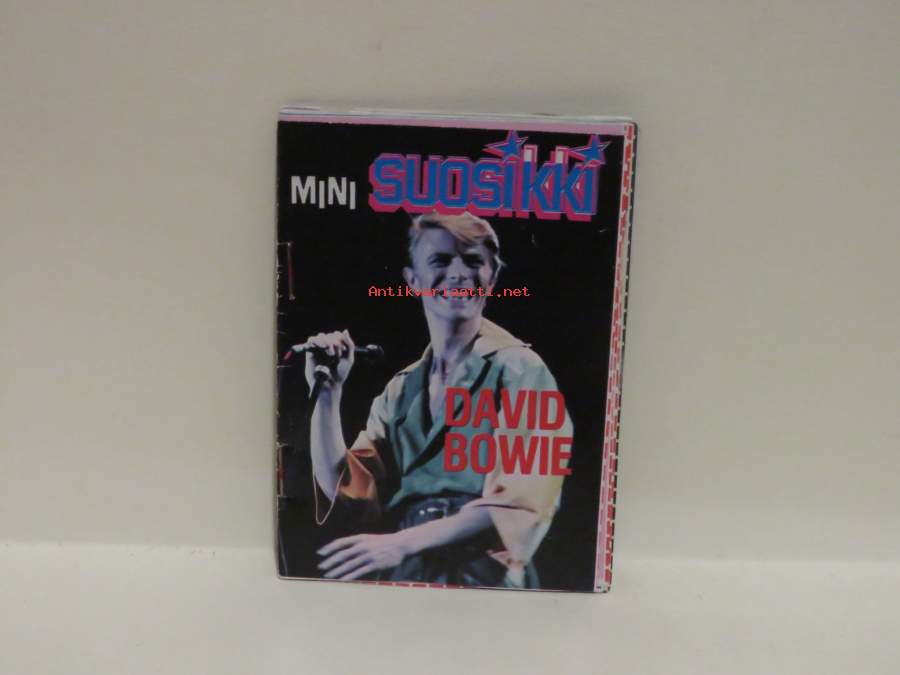 MINI SUOSikki
Antikvariaatti.net
DAVID
BOWIE